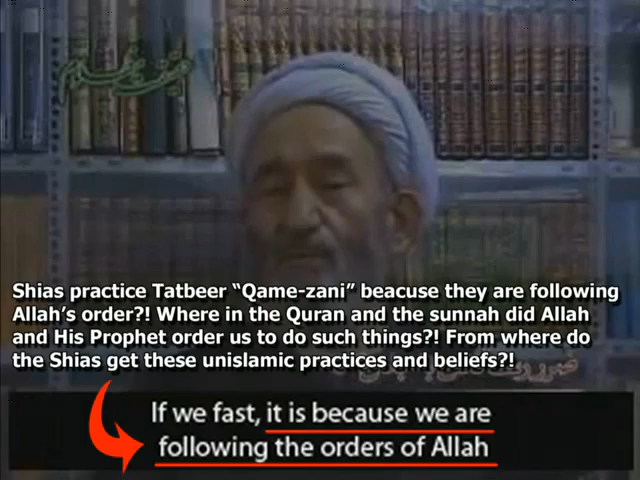 Shias practice Tatbeer “Qame-zani” beacuse they are following
Allah’s order?! Where in the Quran and the sunnah did Allah
and His Prophet order us to do such things?! From where do
the Shias get these unislamic practices and beliefs?!
If we fast, it is because we are
following the orders of Allah